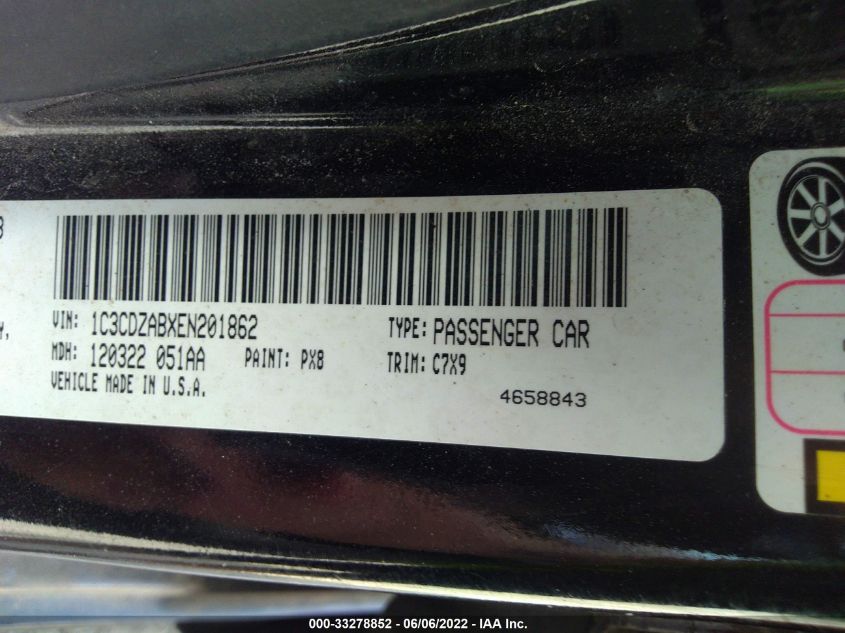 3
Y,
VIN: 1C3CDZABXEN201862 TYPE: PASSENGER CAR
MDH: 120322 051AA PAINT: PX8 TRIM: C7X9
VEHICLE MADE IN U.S.A. 4658843
000-33278852 - 06/06/2022 - IAA Inc.